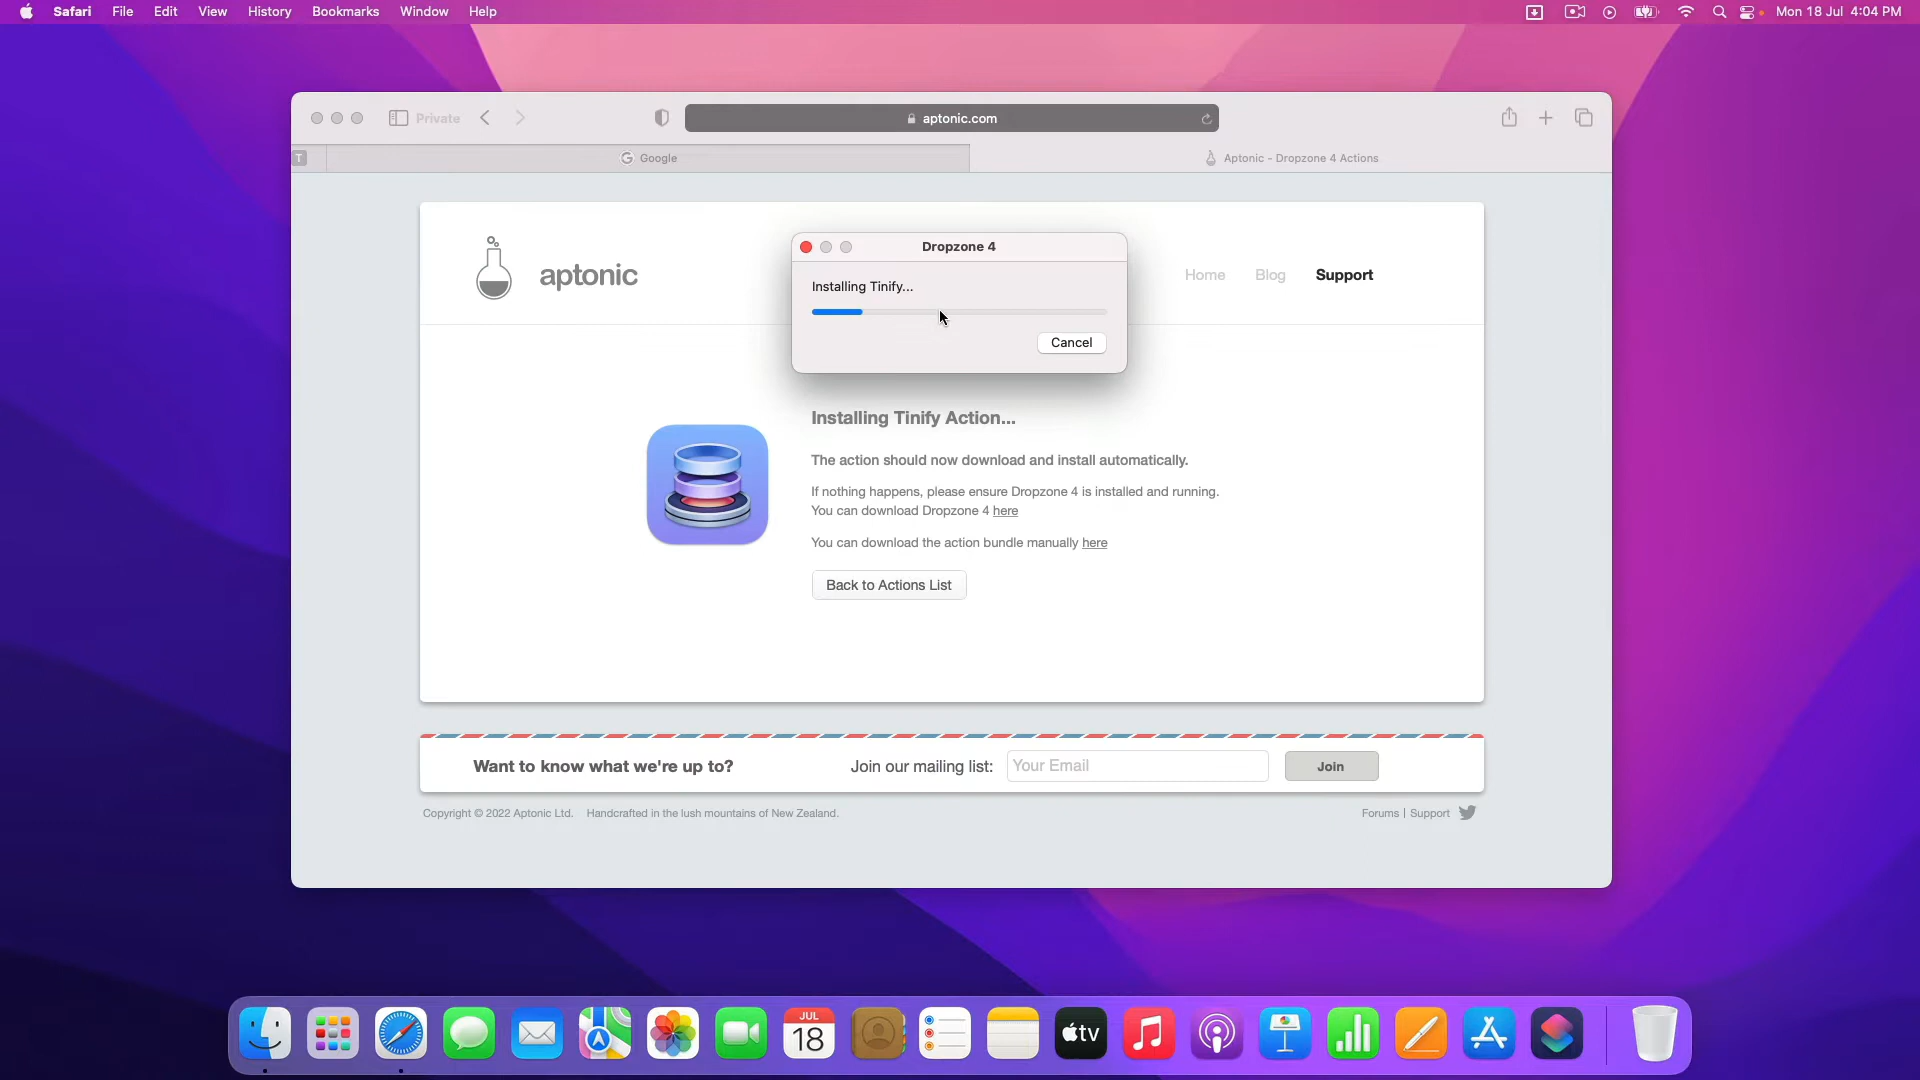 Safari File Edit View History Bookmarks Window Help Mon 18 Jul 4:04 PM
Private aptonic.com
T Google Aptonic - Dropzone 4 Actions
Dropzone 4
Installing Tinify...
Cancel
aptonic Home Blog Support
Installing Tinify Action...
The action should now download and install automatically.
If nothing happens, please ensure Dropzone 4 is installed and running.
You can download Dropzone 4 here
You can download the action bundle manually here
Back to Actions List
Want to know what we're up to? Join our mailing list: Your Email Join
Copyright © 2022 Aptonic Ltd. Handcrafted in the lush mountains of New Zealand. Forums | Support
JUL
18
tv